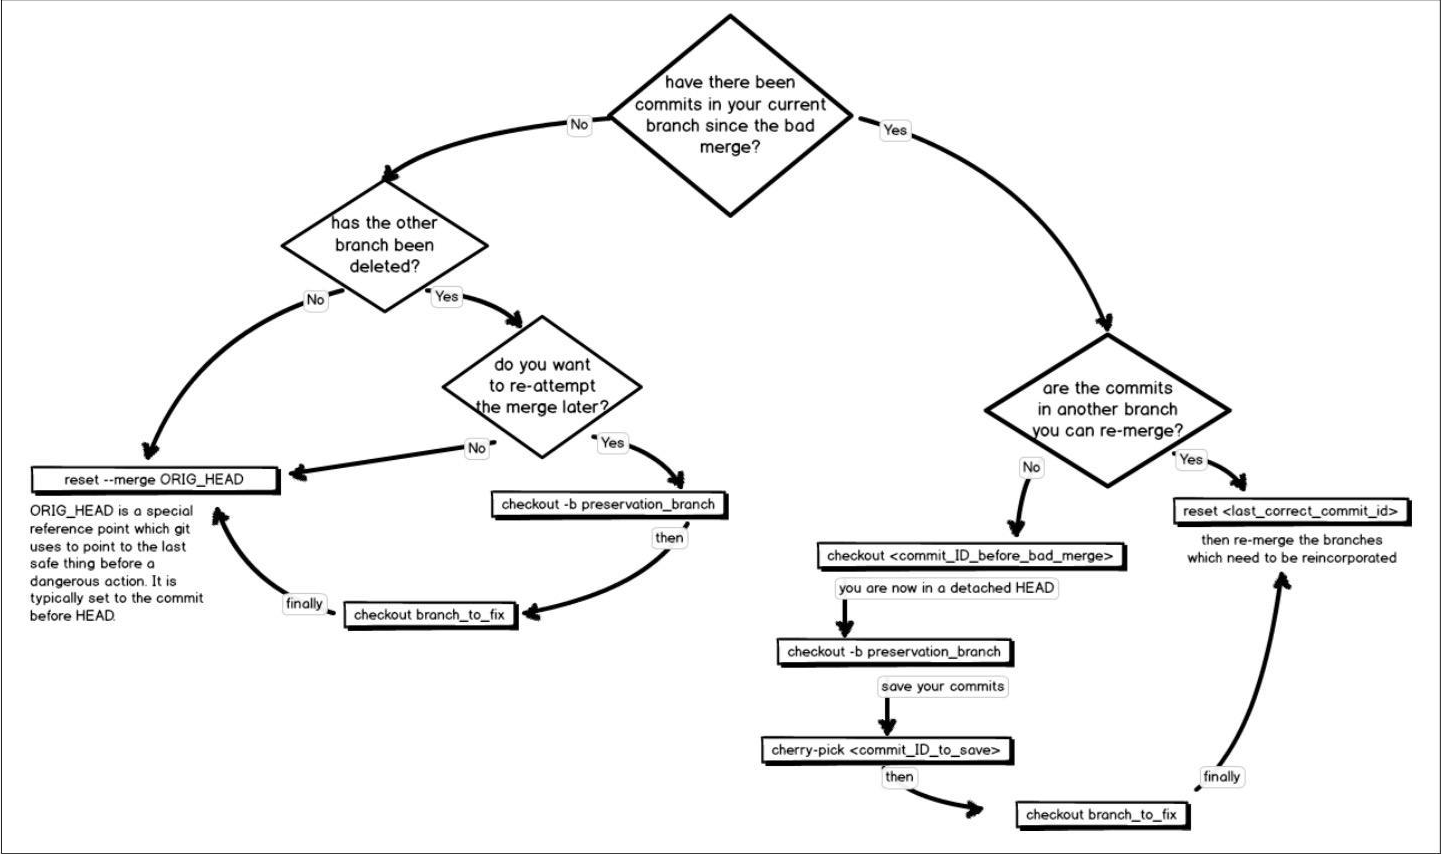 have there been
commits in your current
branch since the bad
merge?
No
Yes
has the other
branch been
deleted?
No
Yes
do you want
to re-attempt
the merge later?
No
Yes
reset --merge ORIG_HEAD
ORIG_HEAD is a special
reference point which git
uses to point to the last
safe thing before a
dangerous action. It is
typically set to the commit
before HEAD.
checkout -b preservation_branch
then
checkout branch_to_fix
finally
are the commits
in another branch
you can re-merge?
No
Yes
checkout <commit_ID_before_bad_merge>
you are now in a detached HEAD
checkout -b preservation_branch
save your commits
cherry-pick <commit_ID_to_save>
then
checkout branch_to_fix
finally
reset <last_correct_commit_id>
then re-merge the branches
which need to be reincorporated